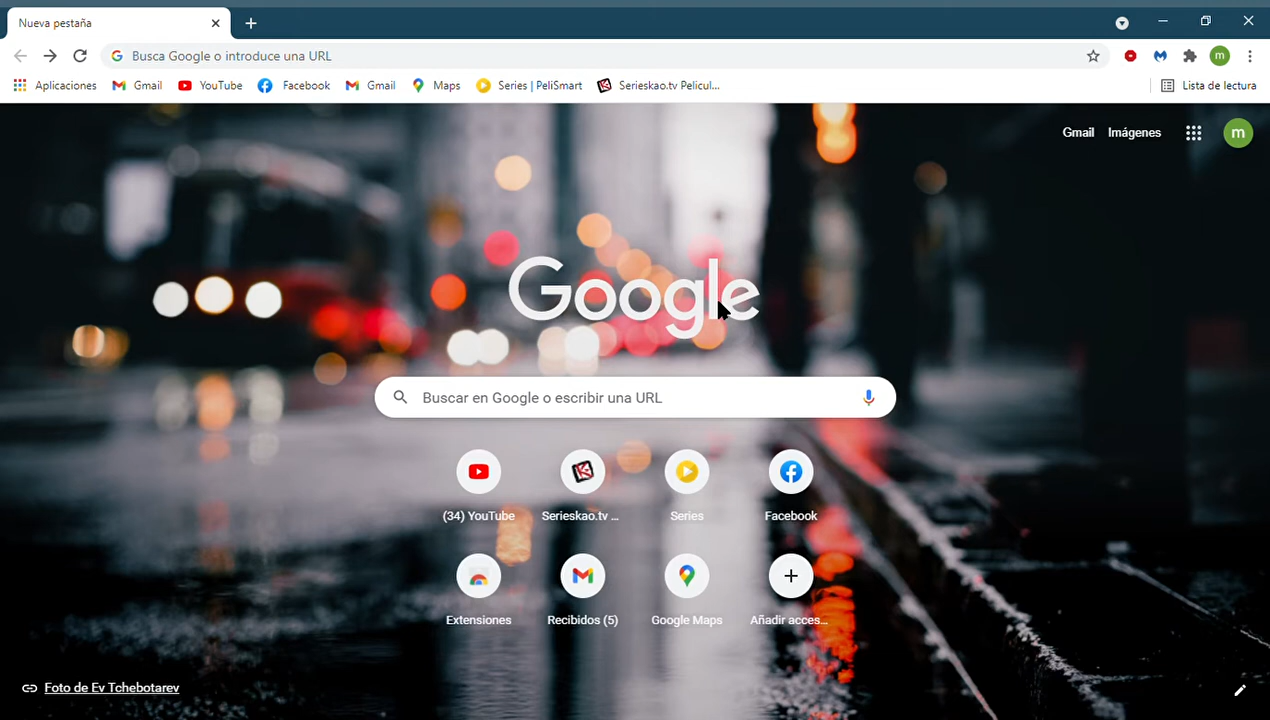 Nueva pestaña
Busca Google o introduce una URL
Aplicaciones Gmail YouTube Facebook Gmail Maps Series | PeliSmart Serieskao.tv Pelicul... Lista de lectura
m
Gmail Imágenes m
Google
Buscar en Google o escribir una URL
(34) YouTube Serieskao.tv ... Series Facebook
Extensiones Recibidos (5) Google Maps Añadir acces...
Foto de Ev Tchebotarev